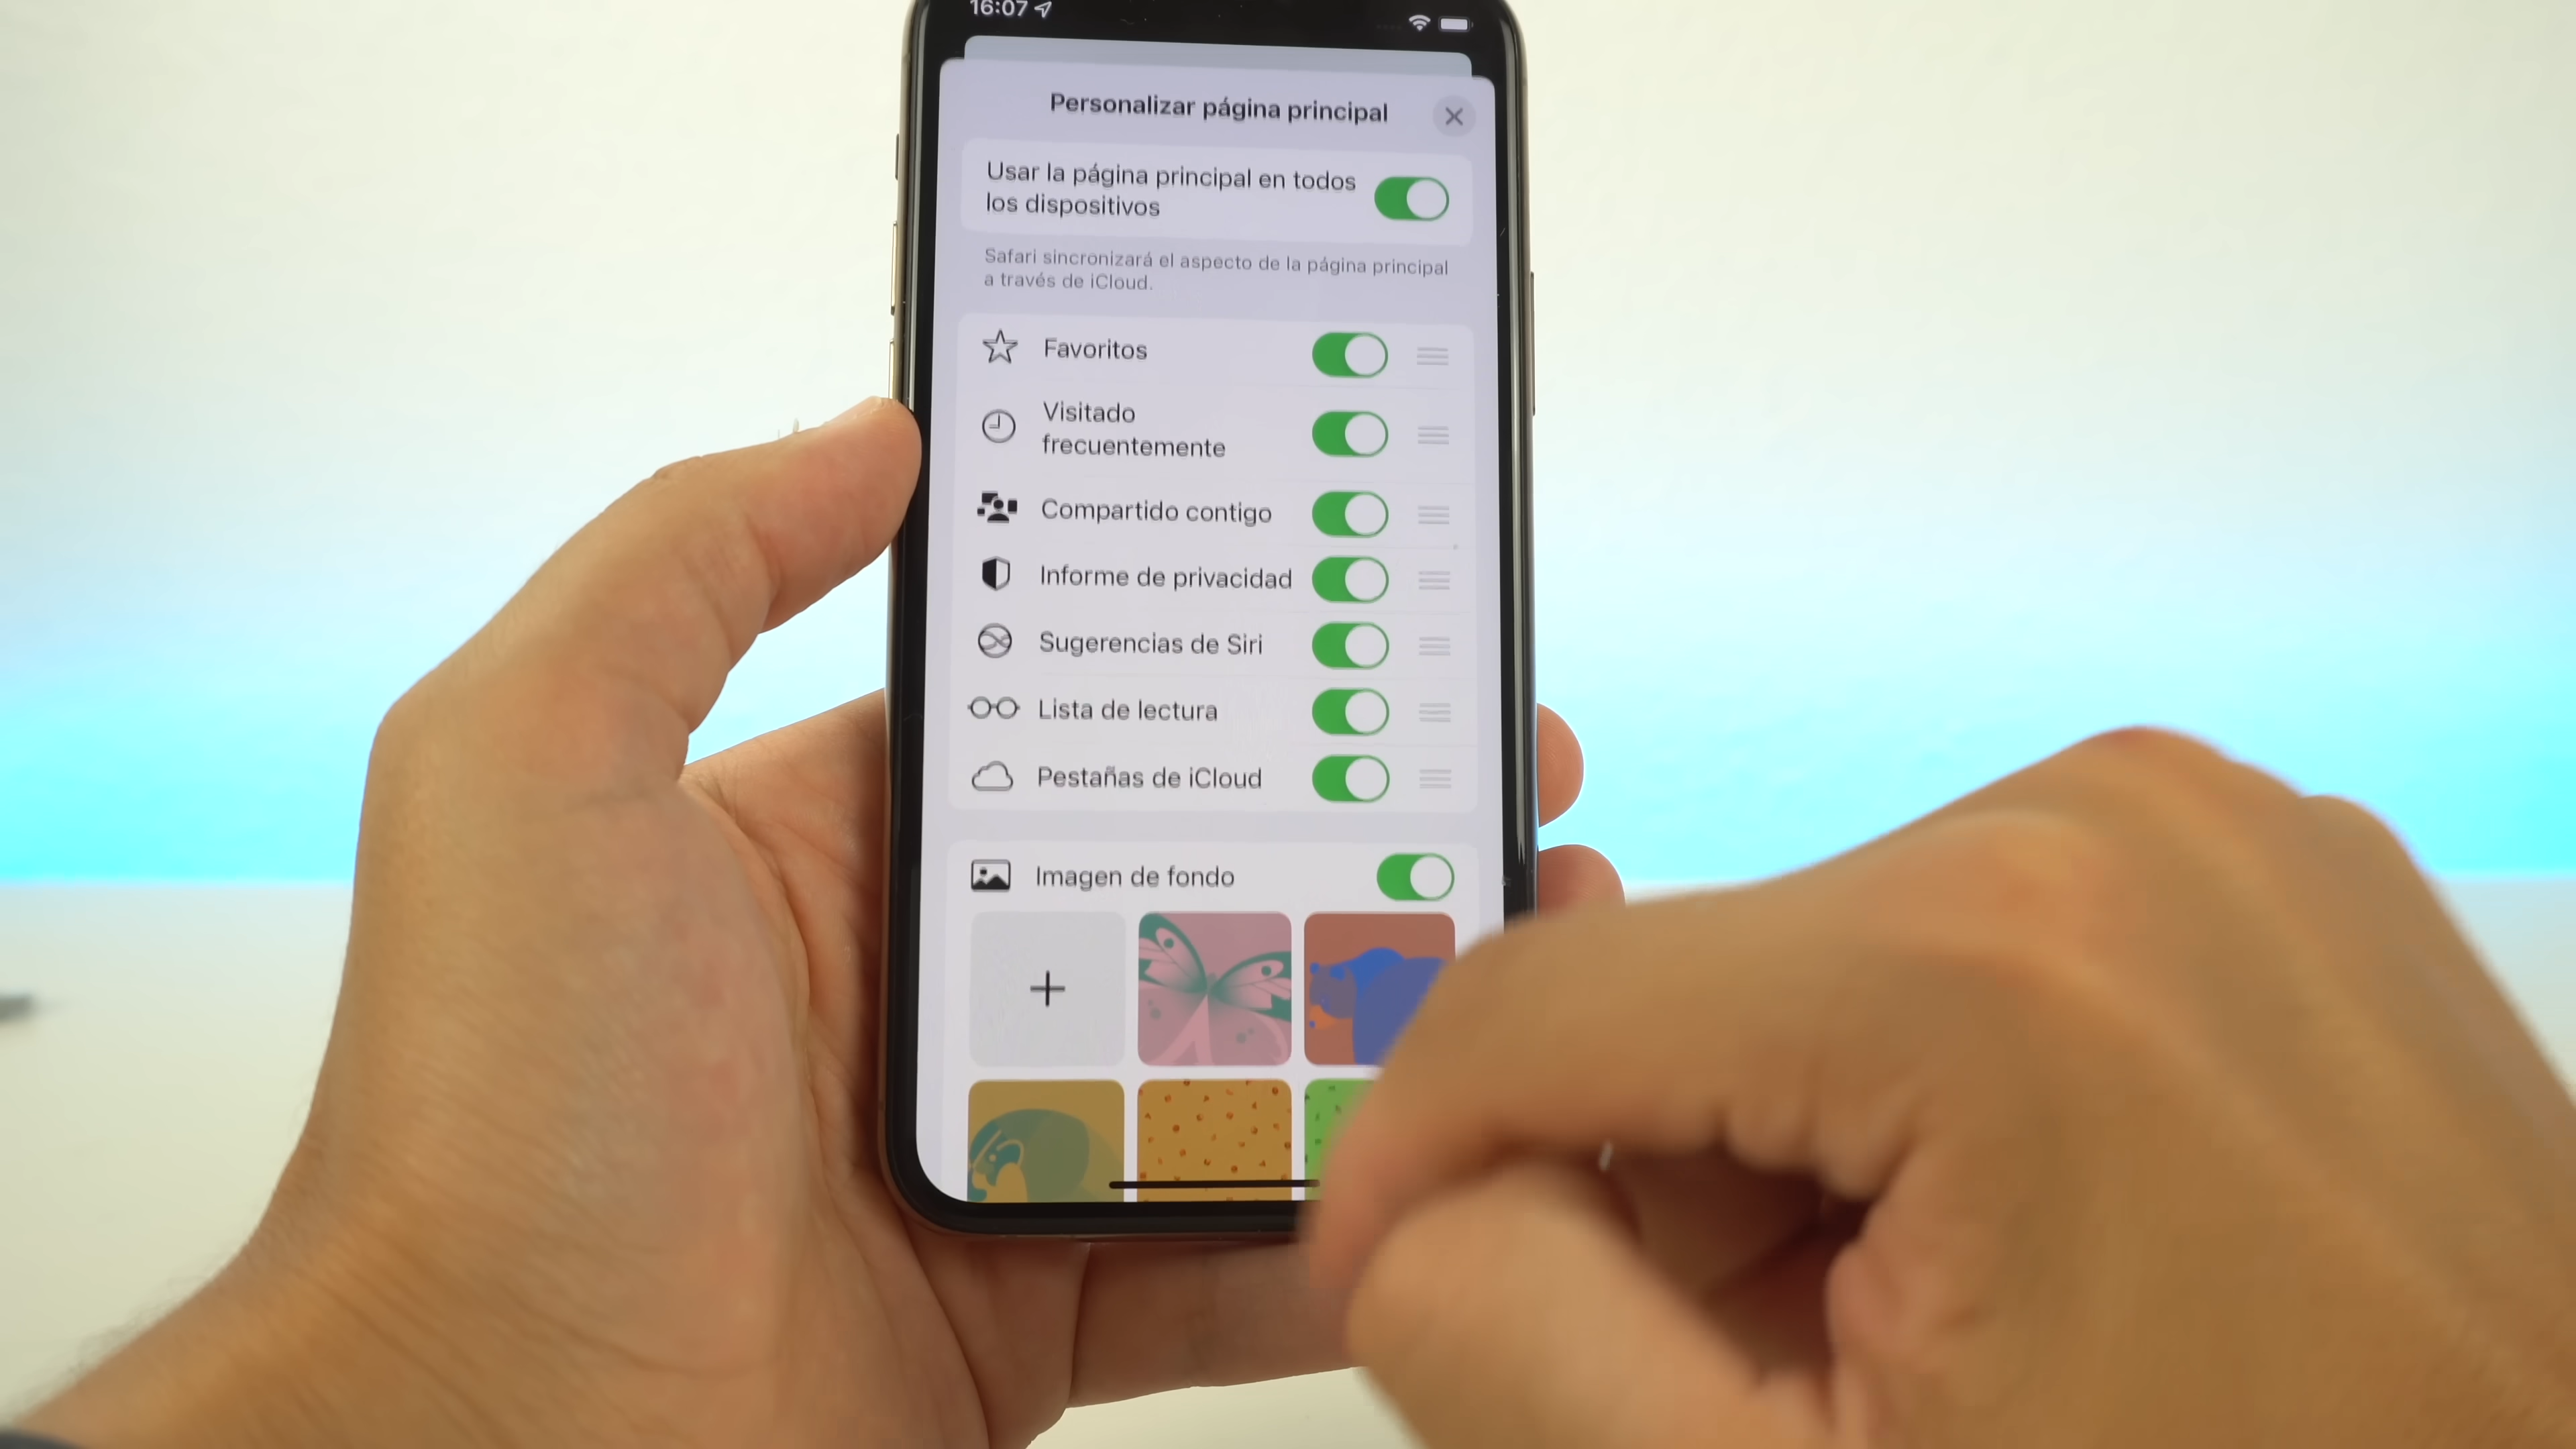 16:07
Personalizar página principal
Usar la página principal en todos
los dispositivos
Safari sincronizará el aspecto de la página principal
a través de iCloud.
Favoritos
Visitado
frecuentemente
Compartido contigo
Informe de privacidad
Sugerencias de Siri
Lista de lectura
Pestañas de iCloud
Imagen de fondo